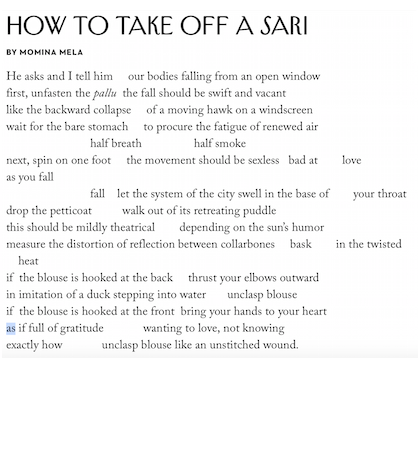 HOW TO TAKE OFF A SARI
BY MOMINA MELA
He asks and I tell him our bodies falling from an open window
first, unfasten the pallu the fall should be swift and vacant
like the backward collapse of a moving hawk on a windscreen
wait for the bare stomach to procure the fatigue of renewed air
half breath half smoke
next, spin on one foot the movement should be sexless bad at love
as you fall
fall let the system of the city swell in the base of your throat
drop the petticoat walk out of its retreating puddle
this should be mildly theatrical depending on the sun's humor
measure the distortion of reflection between collarbones bask in the twisted
heat
if the blouse is hooked at the back thrust your elbows outward
in imitation of a duck stepping into water unclasp blouse
if the blouse is hooked at the front bring your hands to your heart
as if full of gratitude wanting to love, not knowing
exactly how unclasp blouse like an unstitched wound.